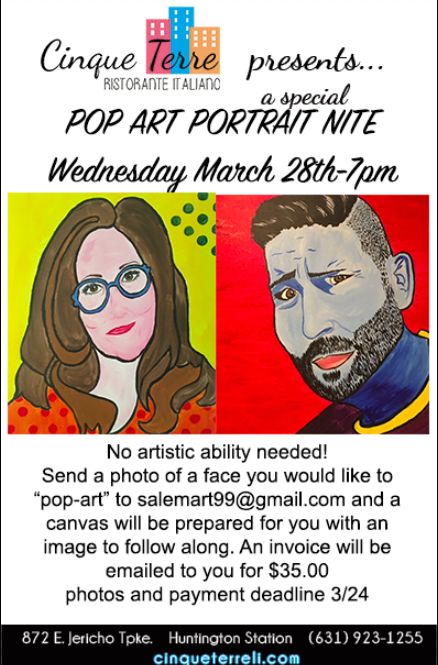 Cinque Terre presents...
RISTORANTE ITALIANO
a special
POP ART PORTRAIT NITE
Wednesday March 28th-7pm
No artistic ability needed!
Send a photo of a face you would like to
“pop-art” to salemart99@gmail.com and a
canvas will be prepared for you with an
image to follow along. An invoice will be
emailed to you for $35.00
photos and payment deadline 3/24
872 E. Jericho Tpke. Huntington Station (631) 923-1255
cinqueterreli.com